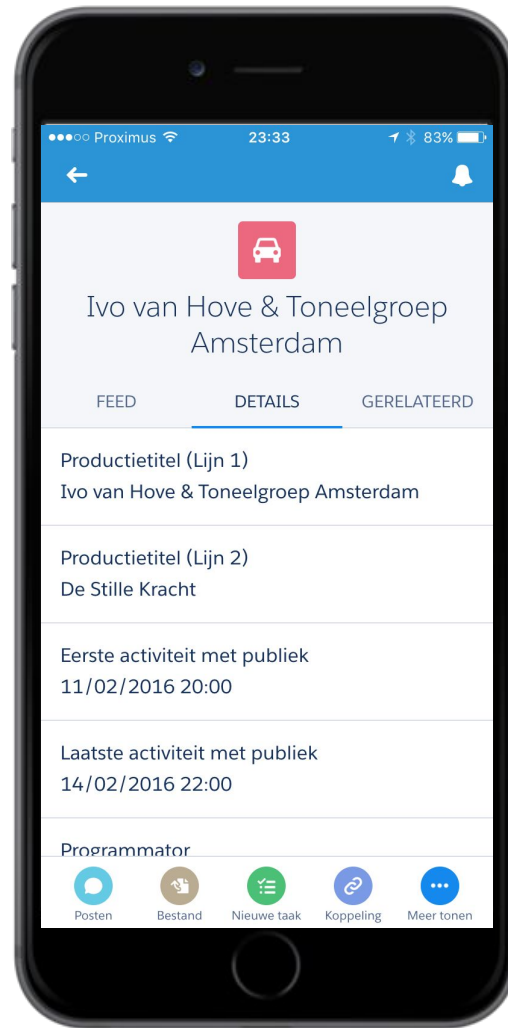 Proximus 23:33 83%
Ivo van Hove & Toneelgroep
Amsterdam
FEED DETAILS GERELATEERD
Productietitel (Lijn 1)
Ivo van Hove & Toneelgroep Amsterdam
Productietitel (Lijn 2)
De Stille Kracht
Eerste activiteit met publiek
11/02/2016 20:00
Laatste activiteit met publiek
14/02/2016 22:00
Programmator
Posten Bestand Nieuwe taak Koppeling Meer tonen